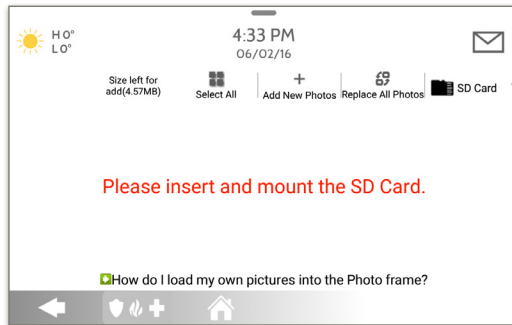 H 0°
L 0°
4:33 PM
06/02/16
Size left for
add(4.57MB)
Select All
Add New Photos
Replace All Photos
SD Card
Please insert and mount the SD Card.
How do I load my own pictures into the Photo frame?